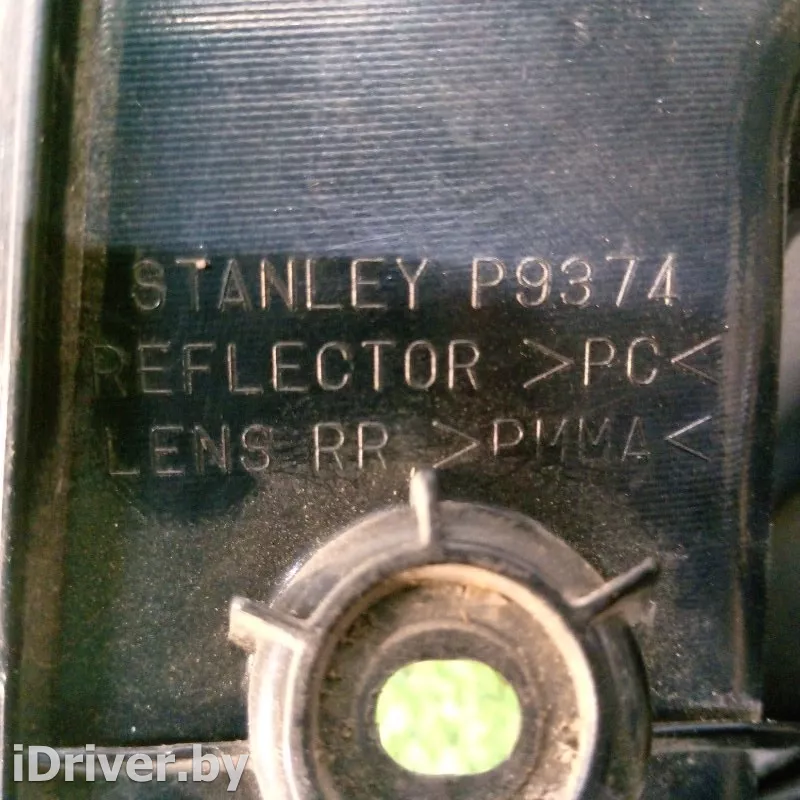 STANLEY P9374
REFLECTOR >PC<
LENS RR >PMMA<
iDriver.by